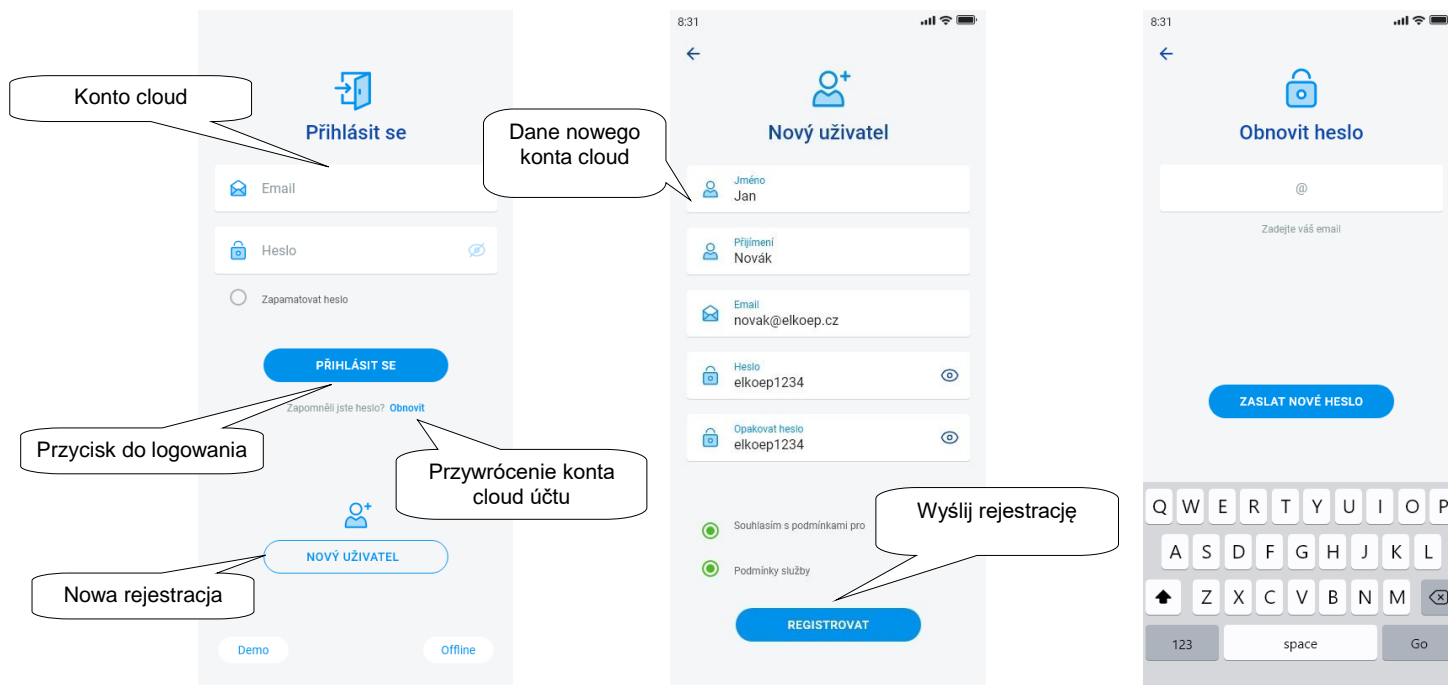 Konto cloud
Přihlásit se
Email
Heslo
Zapamatovat heslo
PŘIHLÁSIT SE
Zapomněli jste heslo? Obnovit
Przycisk do logowania
Przywrócenie konta
cloud účtu
NOVÝ UŽIVATEL
Nowa rejestracja
Demo
Offline
8:31
Nový uživatel
Dane nowego
konta cloud
Jméno
Jan
Přijímení
Novák
Email
novak@elkoep.cz
Heslo
elkoep1234
Opakovat heslo
elkoep1234
Wyślij rejestrację
Souhlasím s podmínkami pro
Podmínky služby
REGISTROVAT
8:31
Obnovit heslo
@
Zadejte váš email
ZASLAT NOVÉ HESLO
Q W E R T Y U I O P
A S D F G H J K L
Z X C V B N M
123 space Go